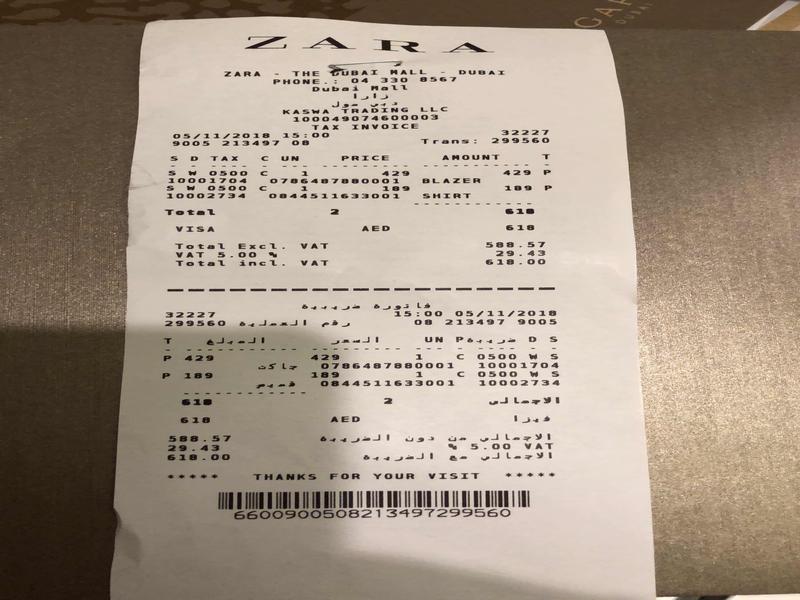 ZARA
ZARA - THE DUBAI MALL - DUBAI
PHONE.: 04 330 8567
Dubai Mall
زارا
دبي مول
KASWA TRADING LLC
100049074600003
TAX INVOICE
05/11/2018 15:00 32227
9005 213497 08 Trans: 299560
S D TAX C UN PRICE AMOUNT T
S W 0500 C 1 429 429 P
10001704 0786487880001 BLAZER
S W 0500 C 1 189 189 P
10002734 0844511633001 SHIRT
Total 2 618
VISA AED 618
Total Excl. VAT 588.57
VAT 5.00 % 29.43
Total incl. VAT 618.00
فاتورة ضريبية
32227 15:00 05/11/2018
299560 رقم العملية 08 213497 9005
T المبلغ السعر UN P ضريبة D S
P 429 429 1 C 0500 W S
جاكت 0786487880001 10001704
P 189 189 1 C 0500 W S
قميص 0844511633001 10002734
618 2 الاجمالي
618 AED فيزا
588.57 الاجمالي من دون الضريبة
29.43 % 5.00 VAT
618.00 الاجمالي مع الضريبة
***** THANKS FOR YOUR VISIT *****
6600900508213497299560
DUBAI